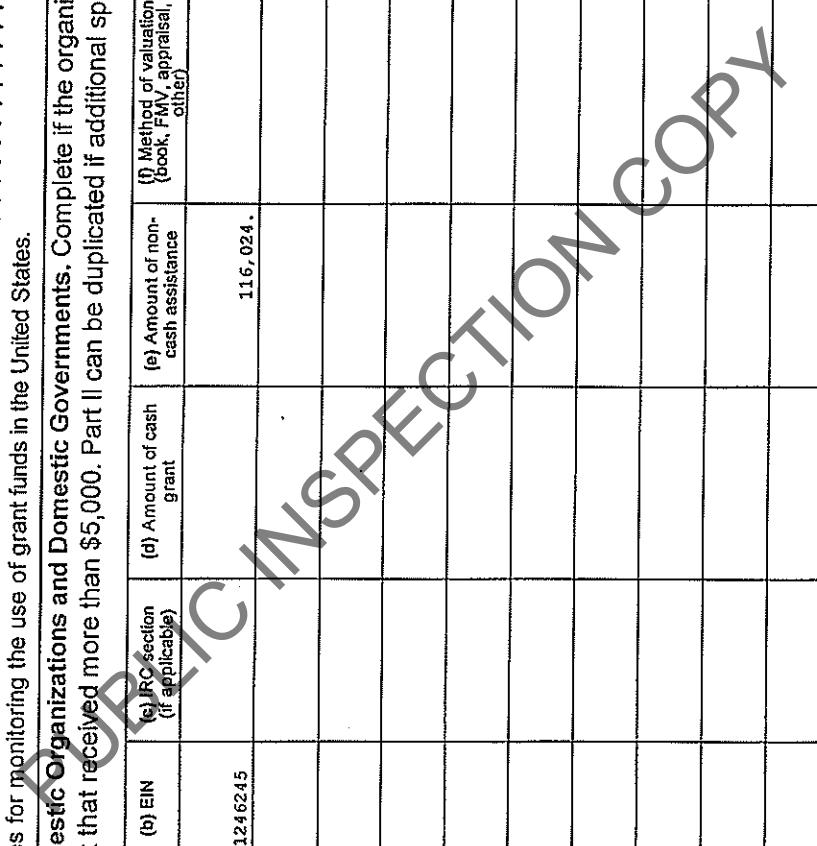 s for monitoring the use of grant funds in the United States.
estic Organizations and Domestic Governments. Complete if the organi
that received more than $5,000. Part II can be duplicated if additional sp
(b) EIN
(c) IRC section
(if applicable)
(d) Amount of cash
grant
(e) Amount of non-
cash assistance
(f) Method of valuation
(book, FMV, appraisal,
other)
1246245
116,024.
PUBLIC INSPECTION COPY